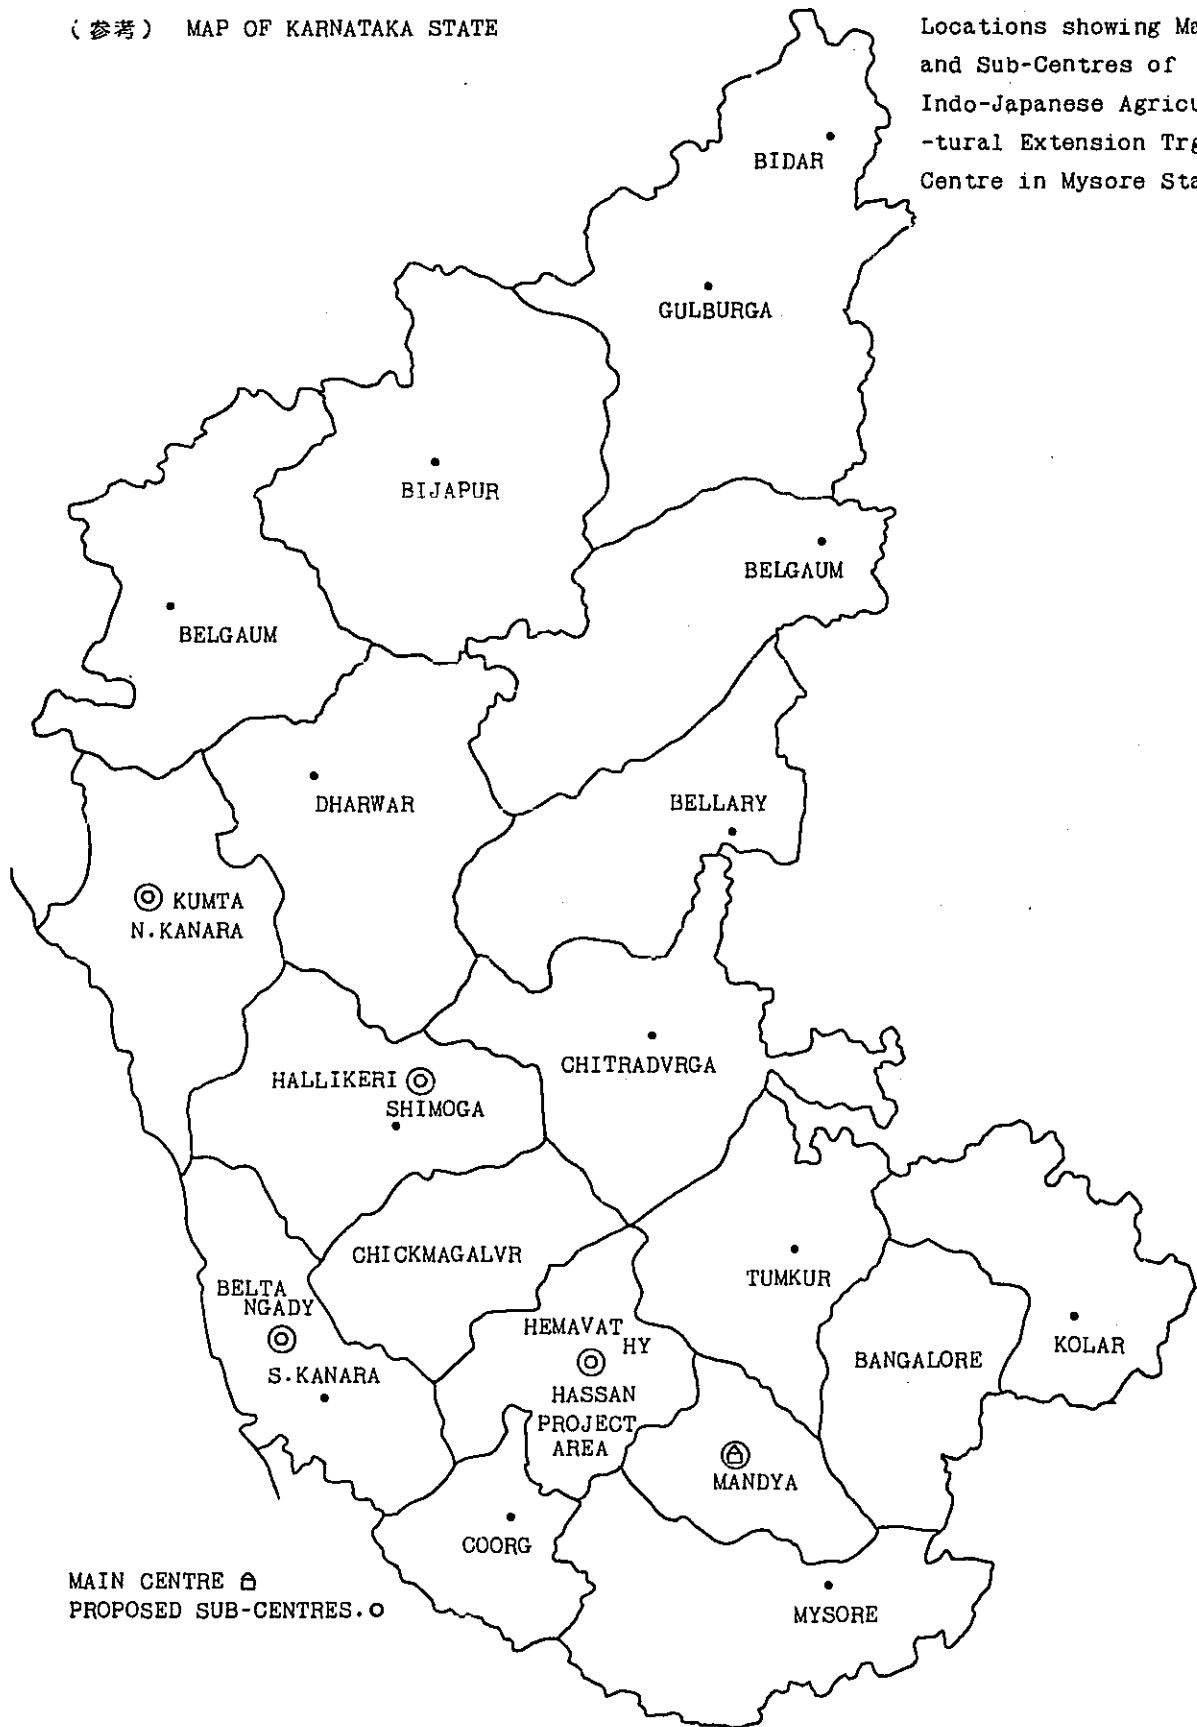 (参考) MAP OF KARNATAKA STATE
Locations showing Ma
and Sub-Centres of
Indo-Japanese Agricu
-tural Extension Trg
Centre in Mysore Sta
BIDAR
GULBURGA
BIJAPUR
BELGAUM
BELGAUM
DHARWAR
BELLARY
KUMTA
N.KANARA
CHITRADVRGA
HALLIKERI
SHIMOGA
CHICKMAGALVR
TUMKUR
BELTA
NGADY
S.KANARA
HEMAVAT
HY
HASSAN
PROJECT
AREA
BANGALORE
KOLAR
MANDYA
COORG
MYSORE
MAIN CENTRE
PROPOSED SUB-CENTRES.